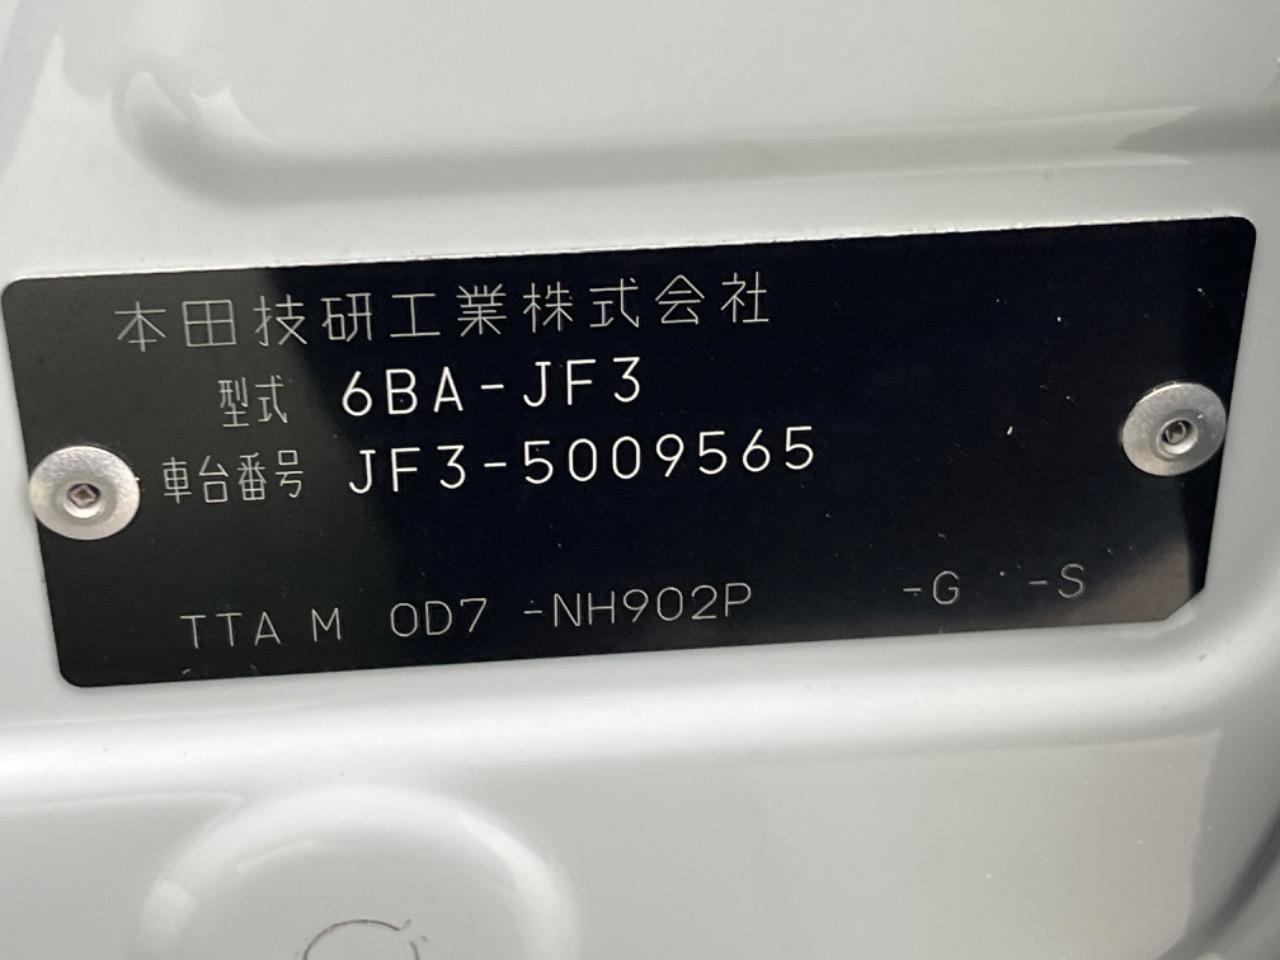 本田技研工業株式会社
型式 6BA-JF3
車台番号 JF3-5009565
TTA M 0D7 -NH902P -G -S